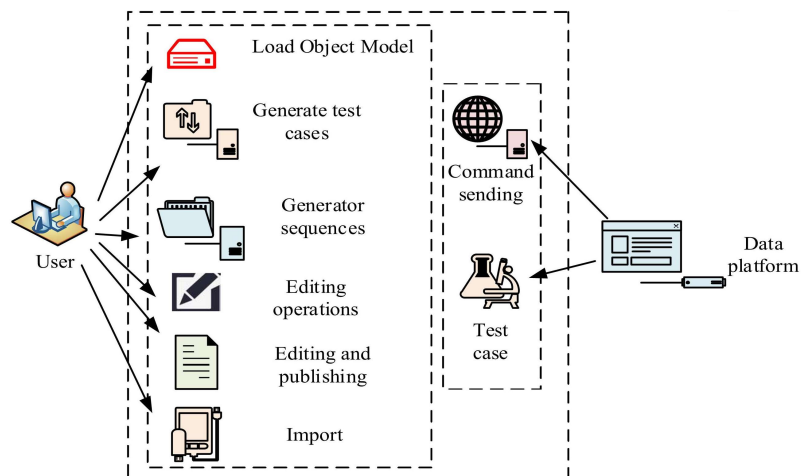 Load Object Model
Generate test
cases
Generator
sequences
Editing
operations
Editing and
publishing
Import
User
Command
sending
Test
case
Data
platform